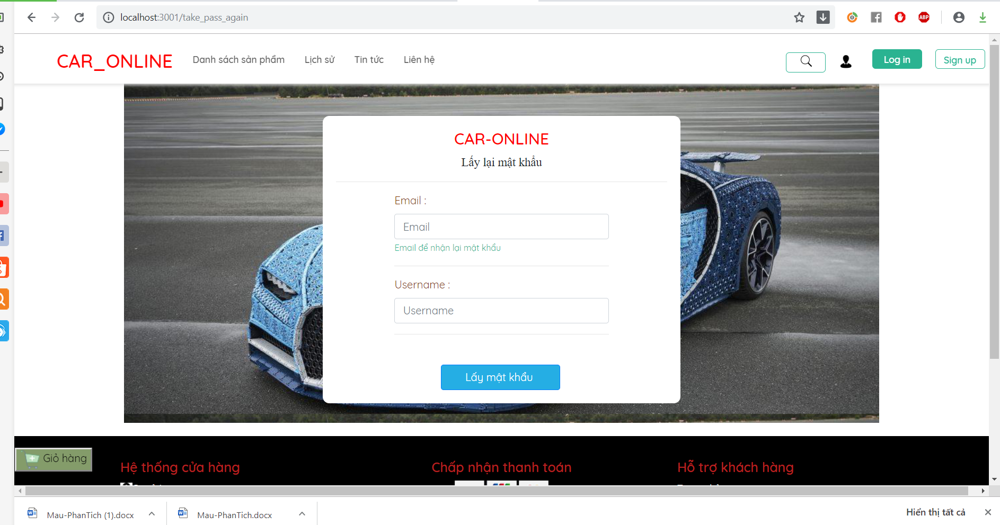 localhost:3001/take_pass_again
ABP
CAR_ONLINE
Danh sách sản phẩm
Lịch sử
Tin tức
Liên hệ
Log in
Sign up
CAR-ONLINE
Lấy lại mật khẩu
Email :
Email
Email để nhận lại mật khẩu
Username :
Username
Lấy mật khẩu
Giỏ hàng
Hệ thống cửa hàng
Chấp nhận thanh toán
Hỗ trợ khách hàng
Mau-PhanTich (1).docx
Mau-PhanTich.docx
Hiển thị tất cả